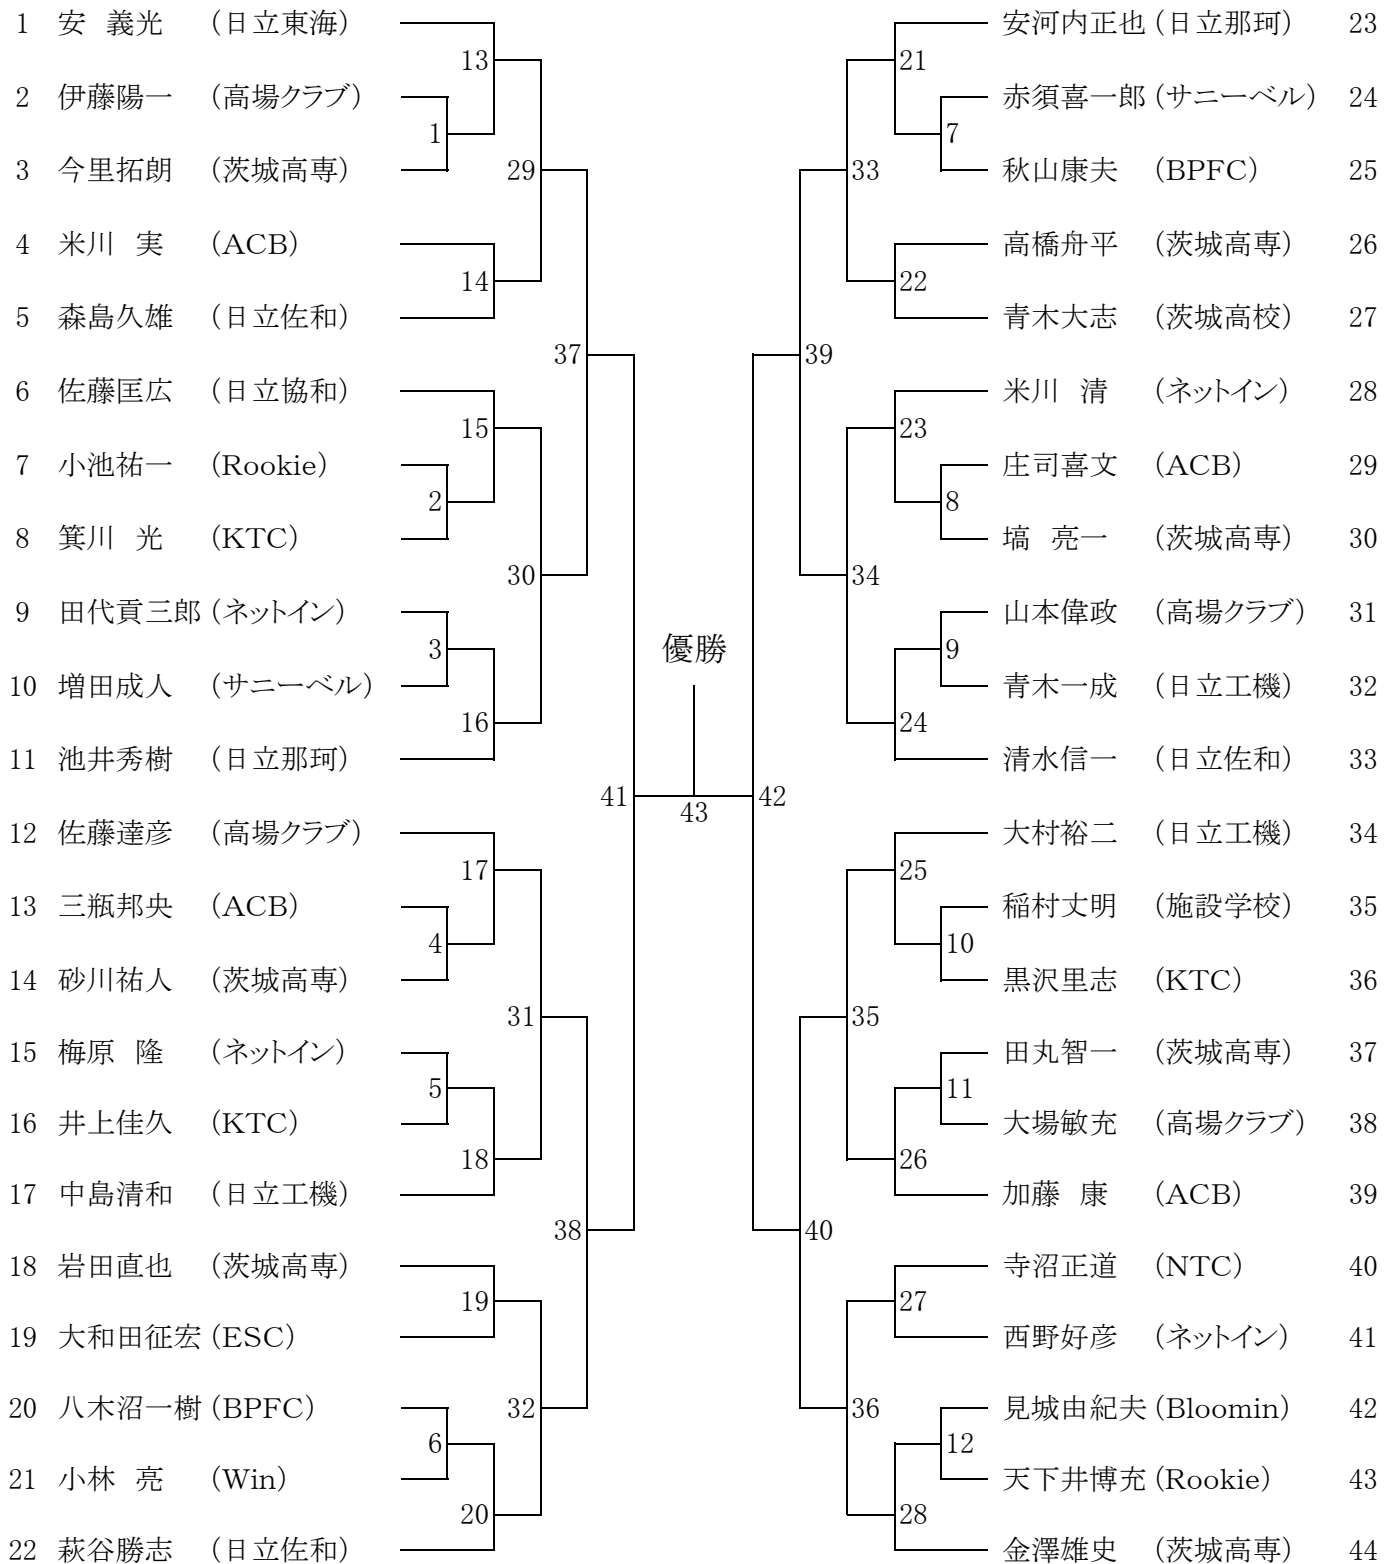 1 安 義光 （日立東海）
13
2 伊藤陽一 （高場クラブ）
1
3 今里拓朗 （茨城高専）
29
4 米川 実 （ACB）
14
5 森島久雄 （日立佐和）
37
6 佐藤匡広 （日立協和）
15
7 小池祐一 （Rookie）
2
8 箕川 光 （KTC）
30
9 田代貢三郎（ネットイン）
3
10 増田成人 （サニーベル）
16
11 池井秀樹 （日立那珂）
41
12 佐藤達彦 （高場クラブ）
17
13 三瓶邦央 （ACB）
4
14 砂川祐人 （茨城高専）
31
15 梅原 隆 （ネットイン）
5
16 井上佳久 （KTC）
18
17 中島清和 （日立工機）
38
18 岩田直也 （茨城高専）
19
19 大和田征宏（ESC）
20 八木沼一樹（BPFC）
32
6
21 小林 亮 （Win）
20
22 萩谷勝志 （日立佐和）
優勝
43
安河内正也（日立那珂） 23
21
赤須喜一郎（サニーベル） 24
7
秋山康夫 （BPFC） 25
33
高橋舟平 （茨城高専） 26
22
青木大志 （茨城高校） 27
39
米川 清 （ネットイン） 28
23
庄司喜文 （ACB） 29
8
塙 亮一 （茨城高専） 30
34
山本偉政 （高場クラブ） 31
9
青木一成 （日立工機） 32
24
清水信一 （日立佐和） 33
42
大村裕二 （日立工機） 34
25
稲村丈明 （施設学校） 35
10
黒沢里志 （KTC） 36
35
田丸智一 （茨城高専） 37
11
大場敏充 （高場クラブ） 38
26
加藤 康 （ACB） 39
40
寺沼正道 （NTC） 40
27
西野好彦 （ネットイン） 41
36
見城由紀夫（Bloomin） 42
12
天下井博充（Rookie） 43
28
金澤雄史 （茨城高専） 44